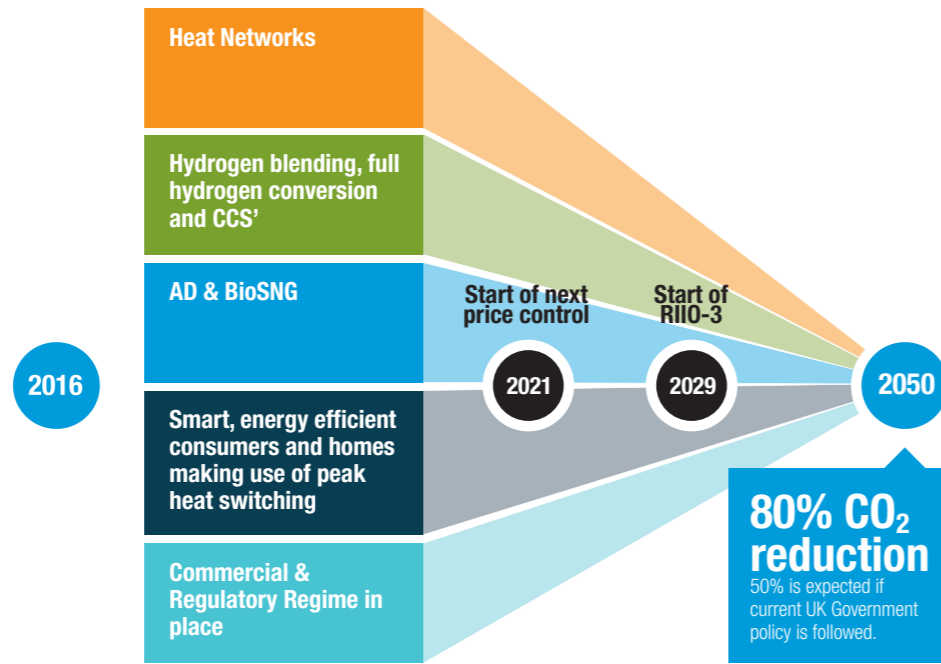 Heat Networks
Hydrogen blending, full
hydrogen conversion
and CCS’
AD & BioSNG
Start of next
price control
Start of
RIIO-3
2016
2021
2029
2050
Smart, energy efficient
consumers and homes
making use of peak
heat switching
80% CO₂
reduction
50% is expected if
current UK Government
policy is followed.
Commercial &
Regulatory Regime in
place